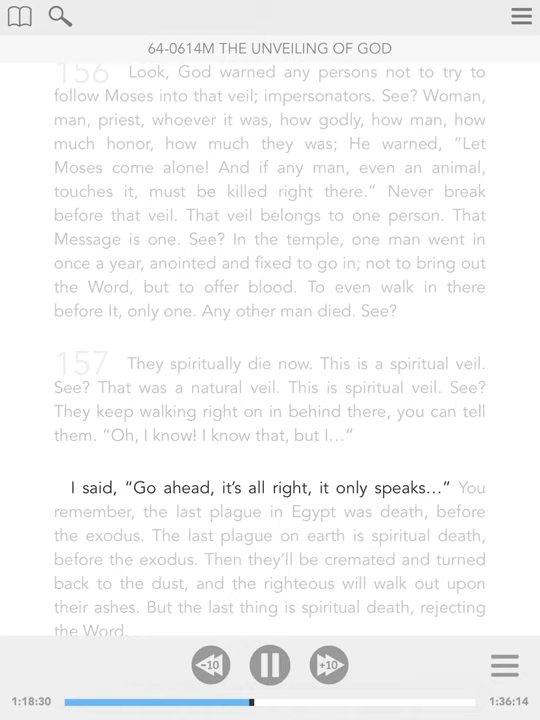 64-0614M THE UNVEILING OF GOD
156 Look, God warned any persons not to try to
follow Moses into that veil; impersonators. See? Woman,
man, priest, whoever it was, how godly, how man, how
much honor, how much they was; He warned, “Let
Moses come alone! And if any man, even an animal,
touches it, must be killed right there.” Never break
before that veil. That veil belongs to one person. That
Message is one. See? In the temple, one man went in
once a year, anointed and fixed to go in; not to bring out
the Word, but to offer blood. To even walk in there
before It, only one. Any other man died. See?
157 They spiritually die now. This is a spiritual veil.
See? That was a natural veil. This is spiritual veil. See?
They keep walking right on in behind there, you can tell
them. “Oh, I know! I know that, but I…”
I said, “Go ahead, it’s all right, it only speaks…” You
remember, the last plague in Egypt was death, before
the exodus. The last plague on earth is spiritual death,
before the exodus. Then they’ll be cremated and turned
back to the dust, and the righteous will walk out upon
their ashes. But the last thing is spiritual death, rejecting
the Word.
-10 +10
1:18:30 1:36:14